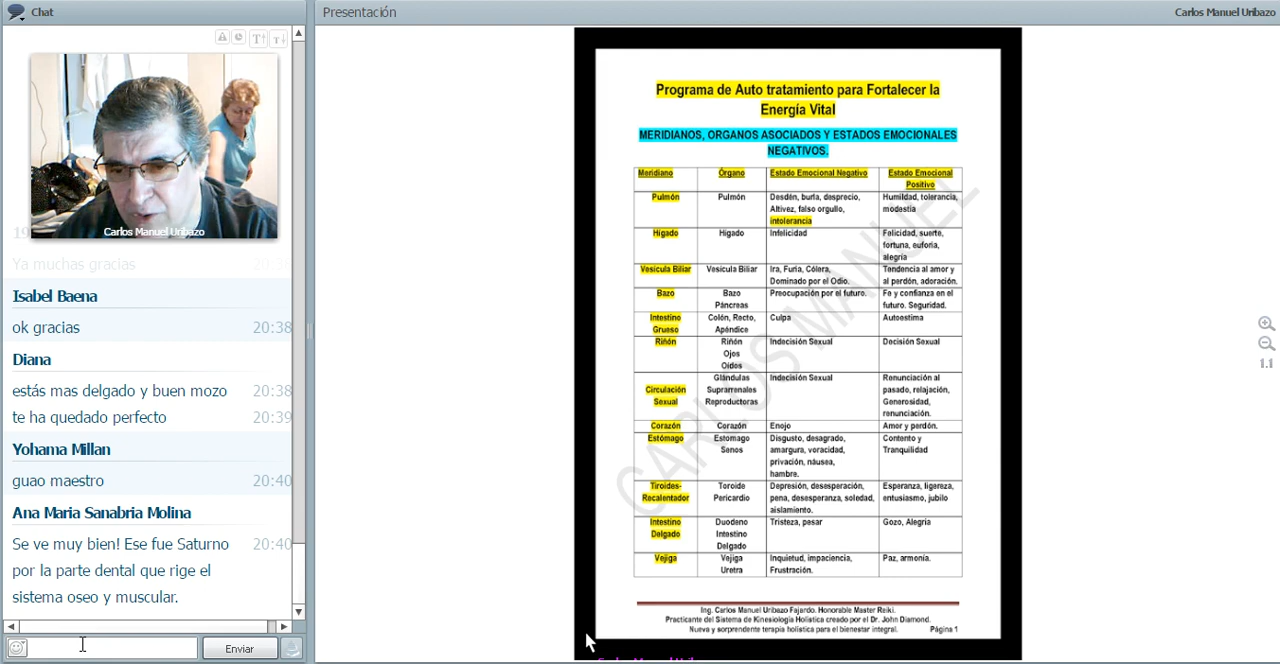 Chat
Presentación
Carlos Manuel Uribazo
Carlos Manuel Uribazo
Ya muchas gracias
Isabel Baena
ok gracias 20:38
Diana
estás mas delgado y buen mozo 20:38
te ha quedado perfecto 20:39
Yohama Millan
guao maestro 20:40
Ana Maria Sanabria Molina
Se ve muy bien! Ese fue Saturno 20:40
por la parte dental que rige el
sistema oseo y muscular.
Enviar
Programa de Auto tratamiento para Fortalecer la
Energía Vital
MERIDIANOS, ORGANOS ASOCIADOS Y ESTADOS EMOCIONALES
NEGATIVOS.
Meridiano Órgano Estado Emocional Negativo Estado Emocional
Positivo
Pulmón Pulmón Desdén, burla, desprecio, Humildad, tolerancia,
Altivez, falso orgullo, modestia
intolerancia
Hígado Hígado Infelicidad Felicidad, suerte,
fortuna, euforia,
alegría
Vesícula Biliar Vesícula Biliar Ira, Furia, Cólera, Tendencia al amor y
Dominado por el Odio. al perdón, adoración.
Bazo Bazo Preocupación por el futuro. Fe y confianza en el
Páncreas futuro. Seguridad.
Intestino Colón, Recto, Culpa Autoestima
Grueso Apéndice
Riñón Riñón Indecisión Sexual Decisión Sexual
Ojos
Oídos
Glándulas Indecisión Sexual Renunciación al
Circulación Suprarrenales pasado, relajación,
Sexual Reproductoras Generosidad,
renunciación.
Corazón Corazón Enojo Amor y perdón.
Estómago Estomago Disgusto, desagrado, Contento y
Senos amargura, voracidad, Tranquilidad
privación, náusea,
hambre.
Tiroides- Toroide Depresión, desesperación, Esperanza, ligereza,
Recalentador Pericardio pena, desesperanza, soledad, entusiasmo, jubilo
aislamiento.
Intestino Duodeno Tristeza, pesar Gozo, Alegría
Delgado Intestino
Delgado
Vejiga Vejiga Inquietud, impaciencia, Paz, armonía.
Uretra Frustración.
CARLOS MANUEL
Ing. Carlos Manuel Uribazo Fajardo. Honorable Master Reiki.
Practicante del Sistema de Kinesiología Holística creado por el Dr. John Diamond.
Nueva y sorprendente terapia holística para el bienestar integral. Página 1
1.1